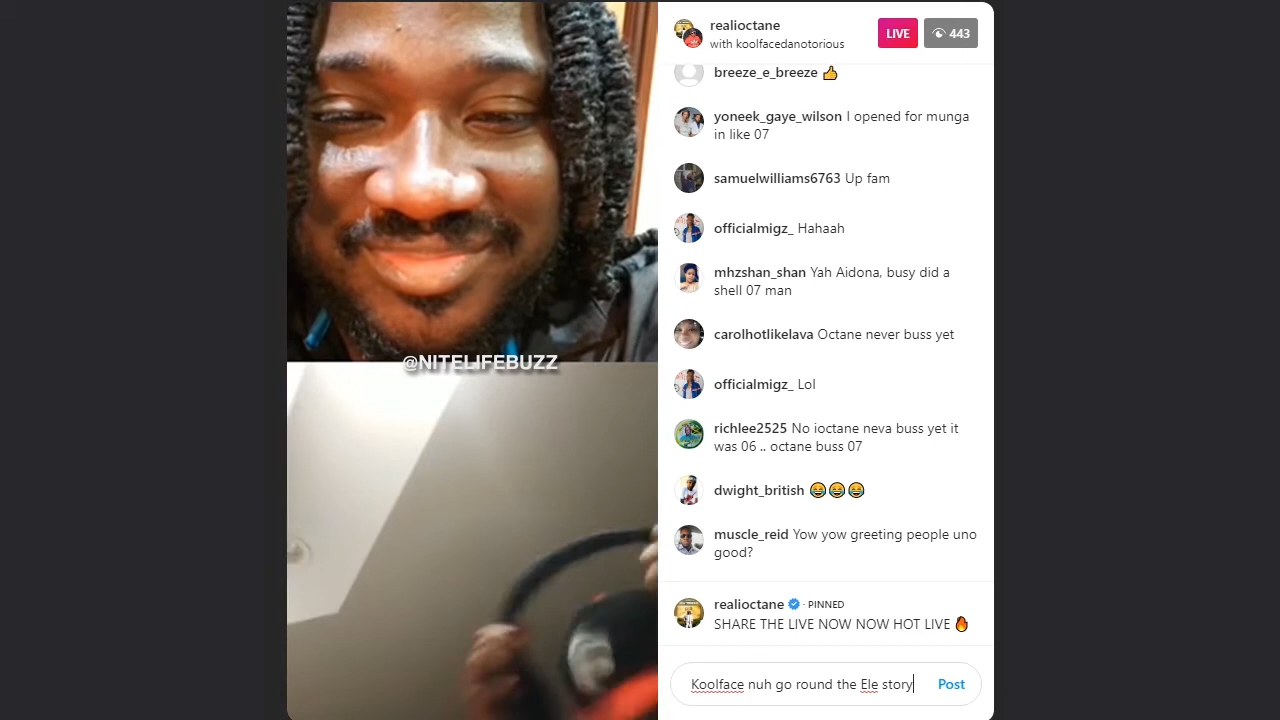 realioctane
with koolfacedanotorious
LIVE
443
breeze_e_breeze 👍
yoneek_gaye_wilson I opened for munga
in like 07
samuelwilliams6763 Up fam
officialmigz_ Hahaah
mhzshan_shan Yah Aidona, busy did a
shell 07 man
carolhotlikelava Octane never buss yet
officialmigz_ Lol
richlee2525 No ioctane neva buss yet it
was 06 .. octane buss 07
dwight_british 😂😂😂
muscle_reid Yow yow greeting people uno
good?
realioctane · PINNED
SHARE THE LIVE NOW NOW HOT LIVE 🔥
Koolface nuh go round the Ele story
Post
@NITELIFEBUZZ